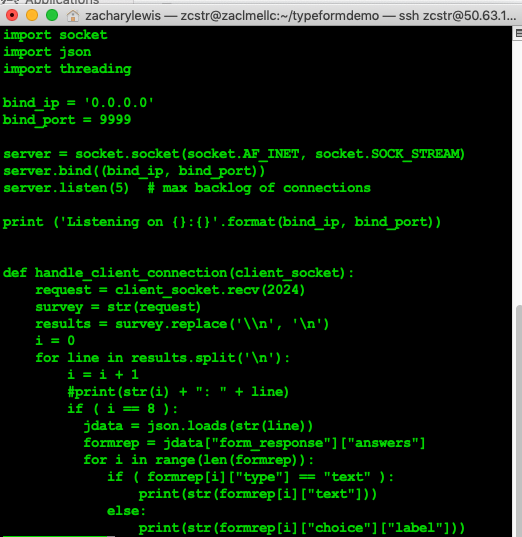 Applications
zacharylewis — zcstr@zaclmellc:~/typeformdemo — ssh zcstr@50.63.1...
import socket
import json
import threading
bind_ip = '0.0.0.0'
bind_port = 9999
server = socket.socket(socket.AF_INET, socket.SOCK_STREAM)
server.bind((bind_ip, bind_port))
server.listen(5)  # max backlog of connections
print ('Listening on {}:{}'.format(bind_ip, bind_port))
def handle_client_connection(client_socket):
    request = client_socket.recv(2024)
    survey = str(request)
    results = survey.replace('\\n', '\n')
    i = 0
    for line in results.split('\n'):
        i = i + 1
        #print(str(i) + ": " + line)
        if ( i == 8 ):
          jdata = json.loads(str(line))
          formrep = jdata["form_response"]["answers"]
          for i in range(len(formrep)):
             if ( formrep[i]["type"] == "text" ):
                 print(str(formrep[i]["text"]))
             else:
                 print(str(formrep[i]["choice"]["label"]))